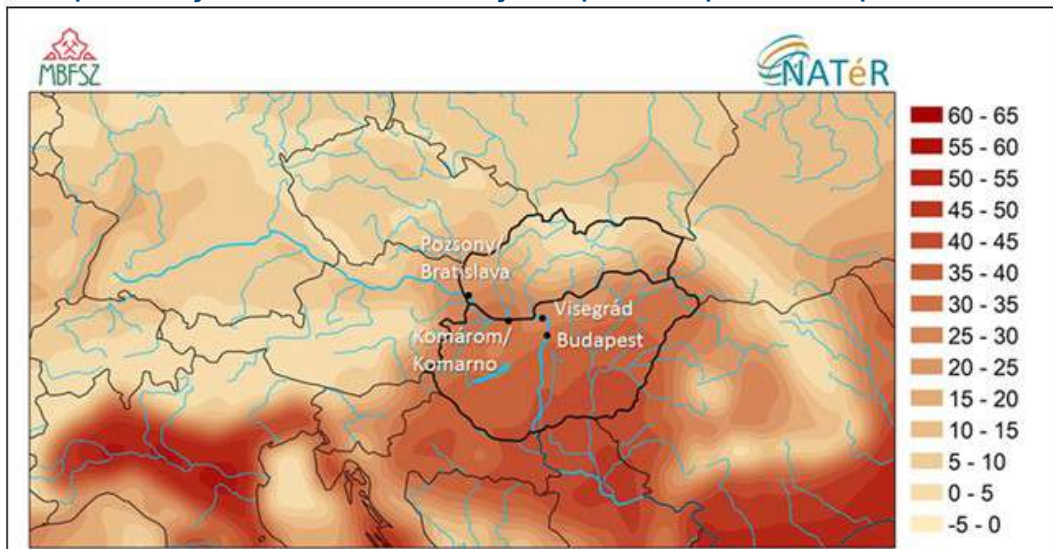 MBFSZ
NATéR
Pozsony/
Bratislava
Visegrád
Komárom/
Komarno
Budapest
60 - 65
55 - 60
50 - 55
45 - 50
40 - 45
35 - 40
30 - 35
25 - 30
20 - 25
15 - 20
10 - 15
5 - 10
0 - 5
-5 - 0